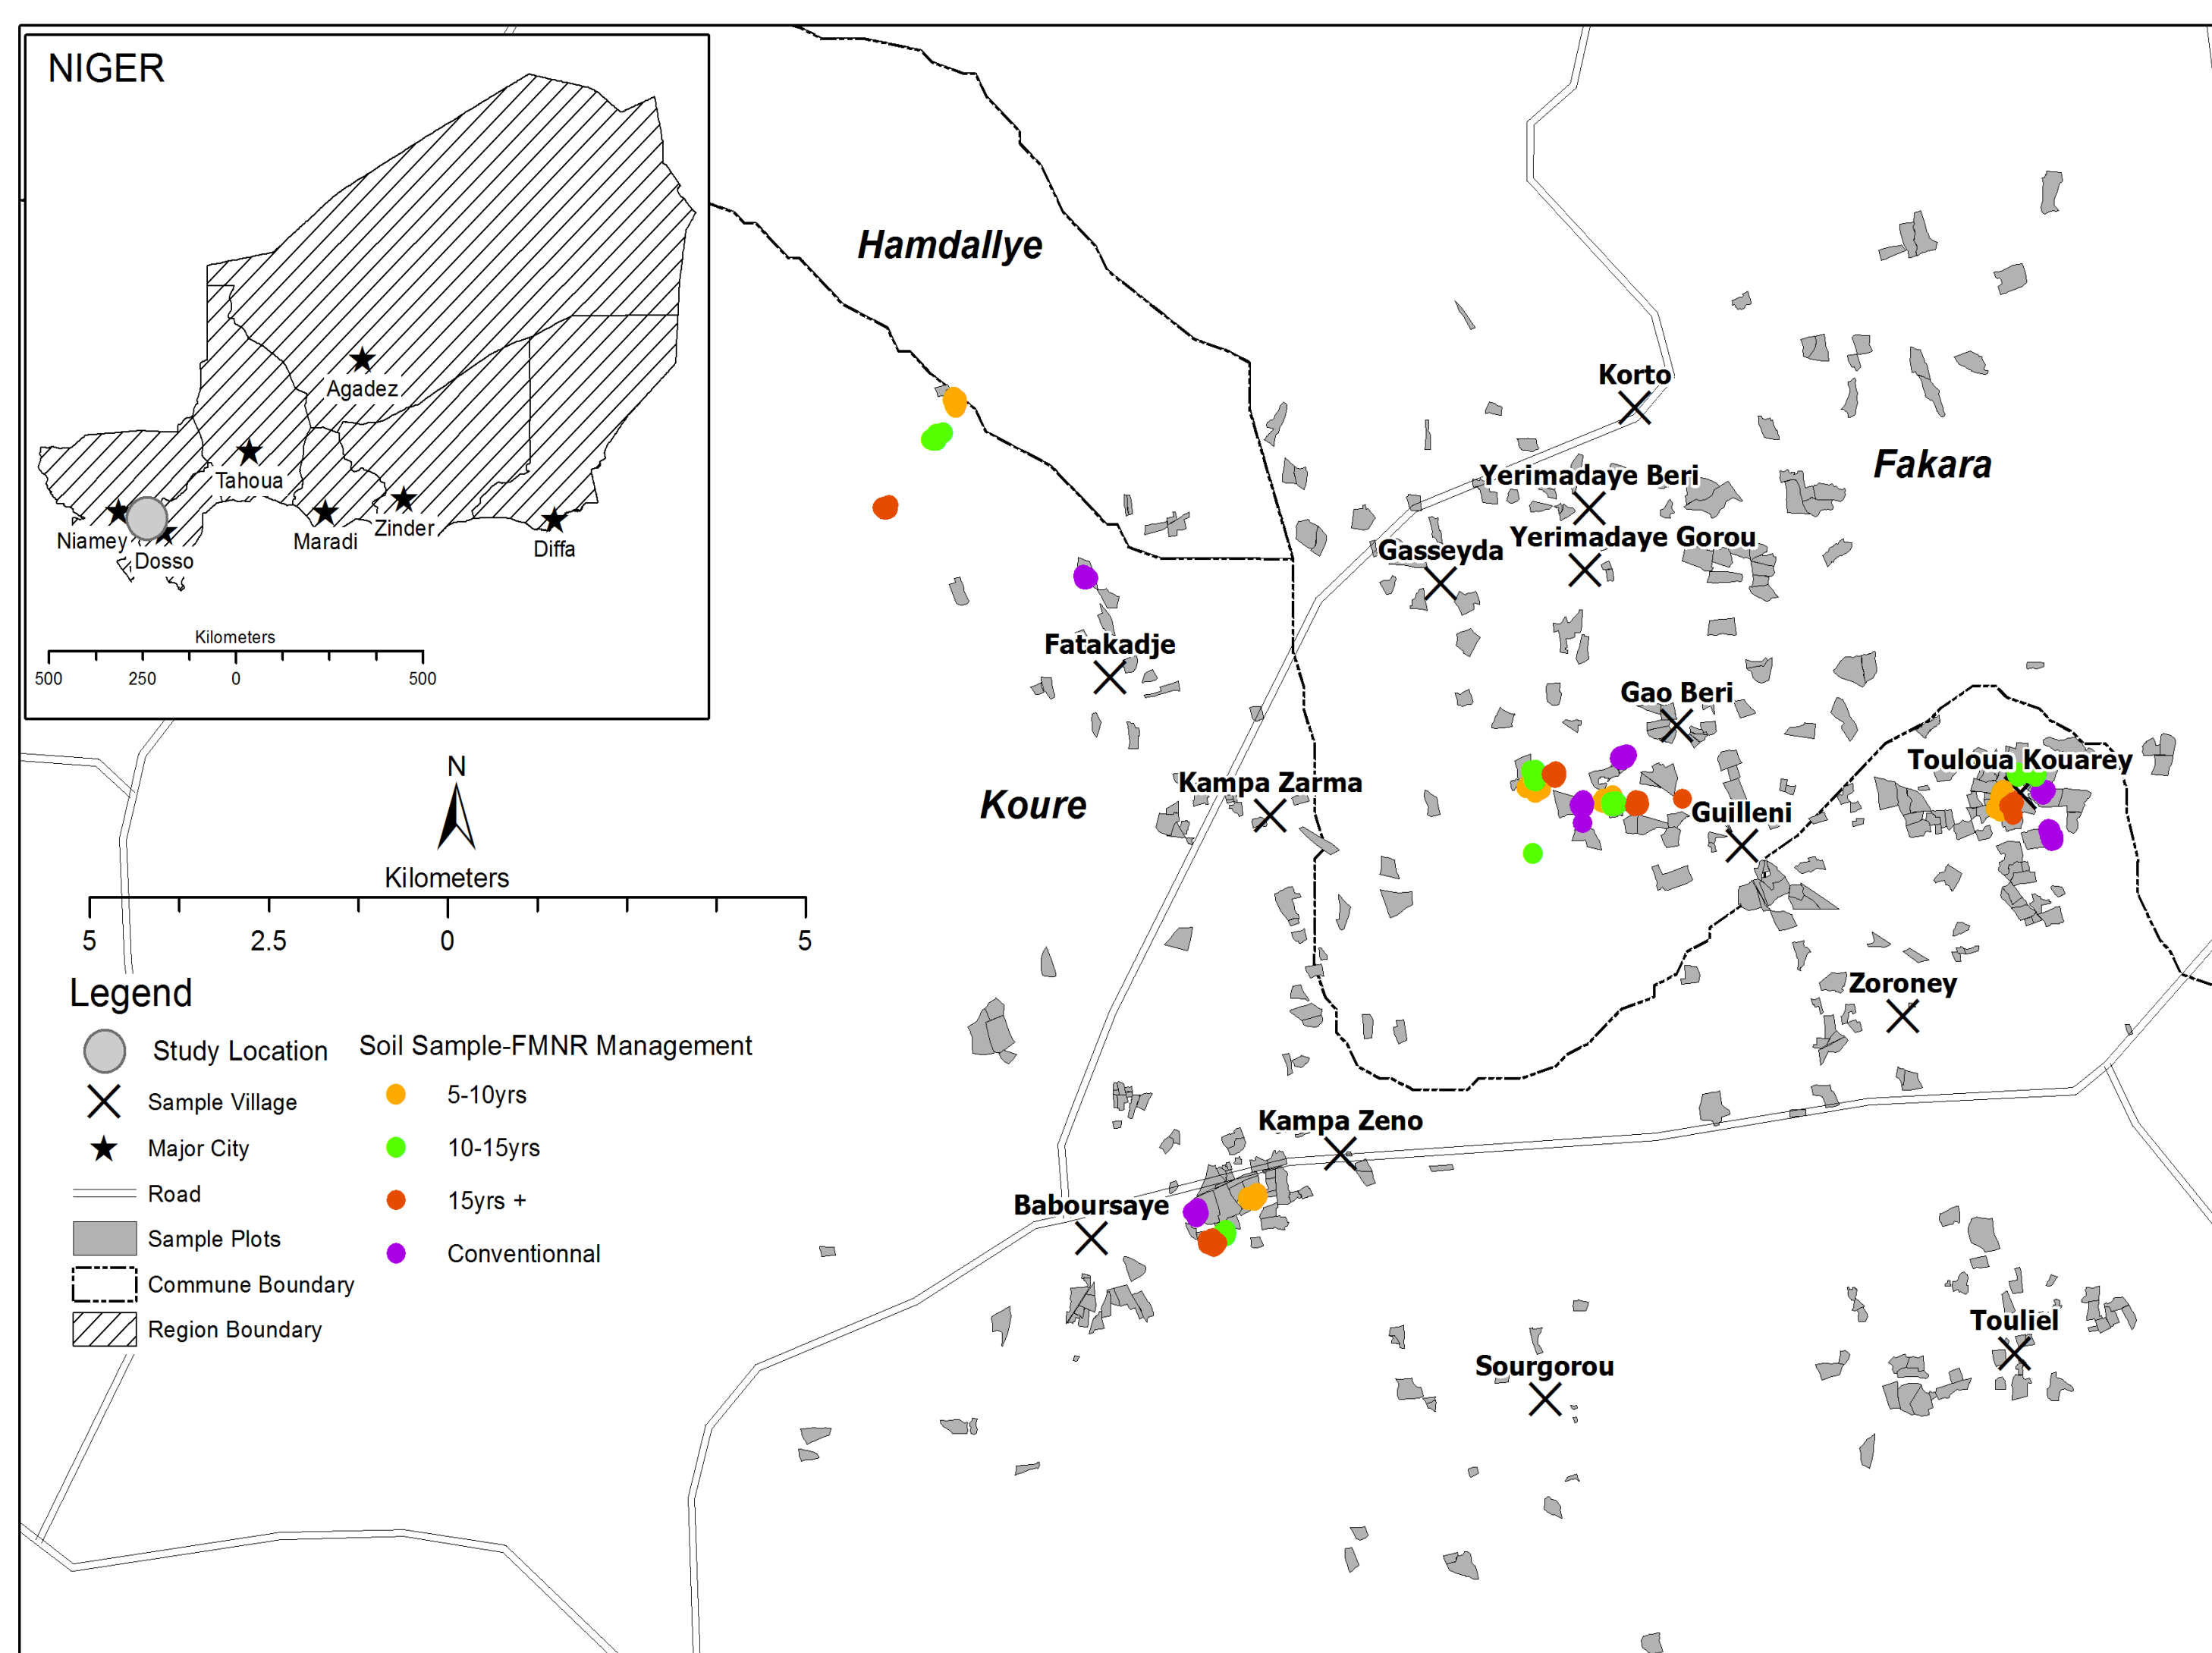 NIGER
Agadez
Tahoua
Niamey
Dosso
Maradi
Zinder
Diffa
Kilometers
500 250 0 500
Hamdallye
Korto
Fakara
Yerimadaye Beri
Yerimadaye Gorou
Gasseyda
Fatakadje
Gao Beri
Touloua Kouarey
Kampa Zarma
Koure
Guilleni
N
Kilometers
5 2.5 0 5
Zoroney
Kampa Zeno
Baboursaye
Touliel
Sourgorou
Legend
Study Location
Sample Village
Major City
Road
Sample Plots
Commune Boundary
Region Boundary
Soil Sample-FMNR Management
5-10yrs
10-15yrs
15yrs +
Conventionnal